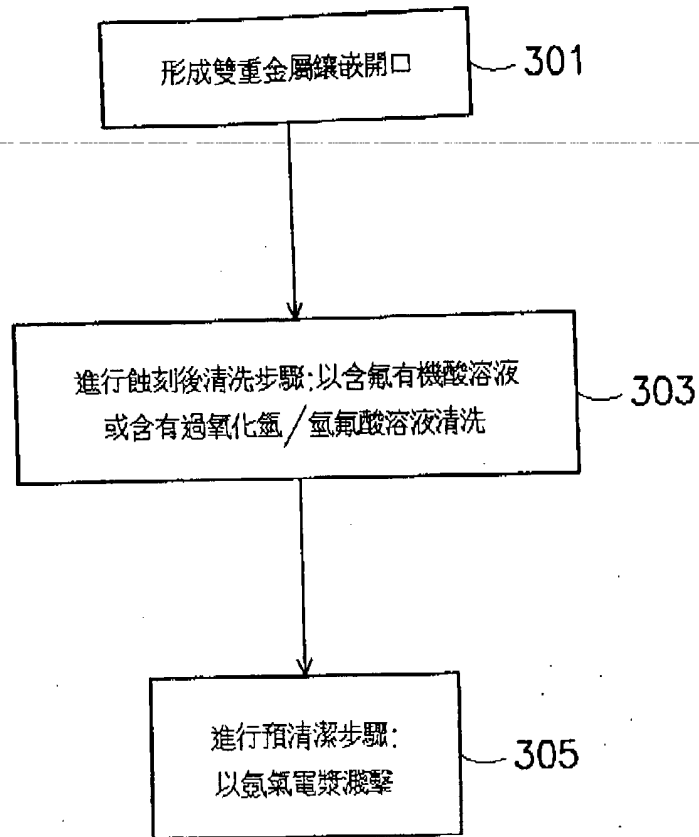 形成雙重金屬鑲嵌開口
301
進行蝕刻後清洗步驟:以含氟有機酸溶液
或含有過氧化氫/氫氟酸溶液清洗
303
進行預清潔步驟:
以氬氣電漿濺擊
305